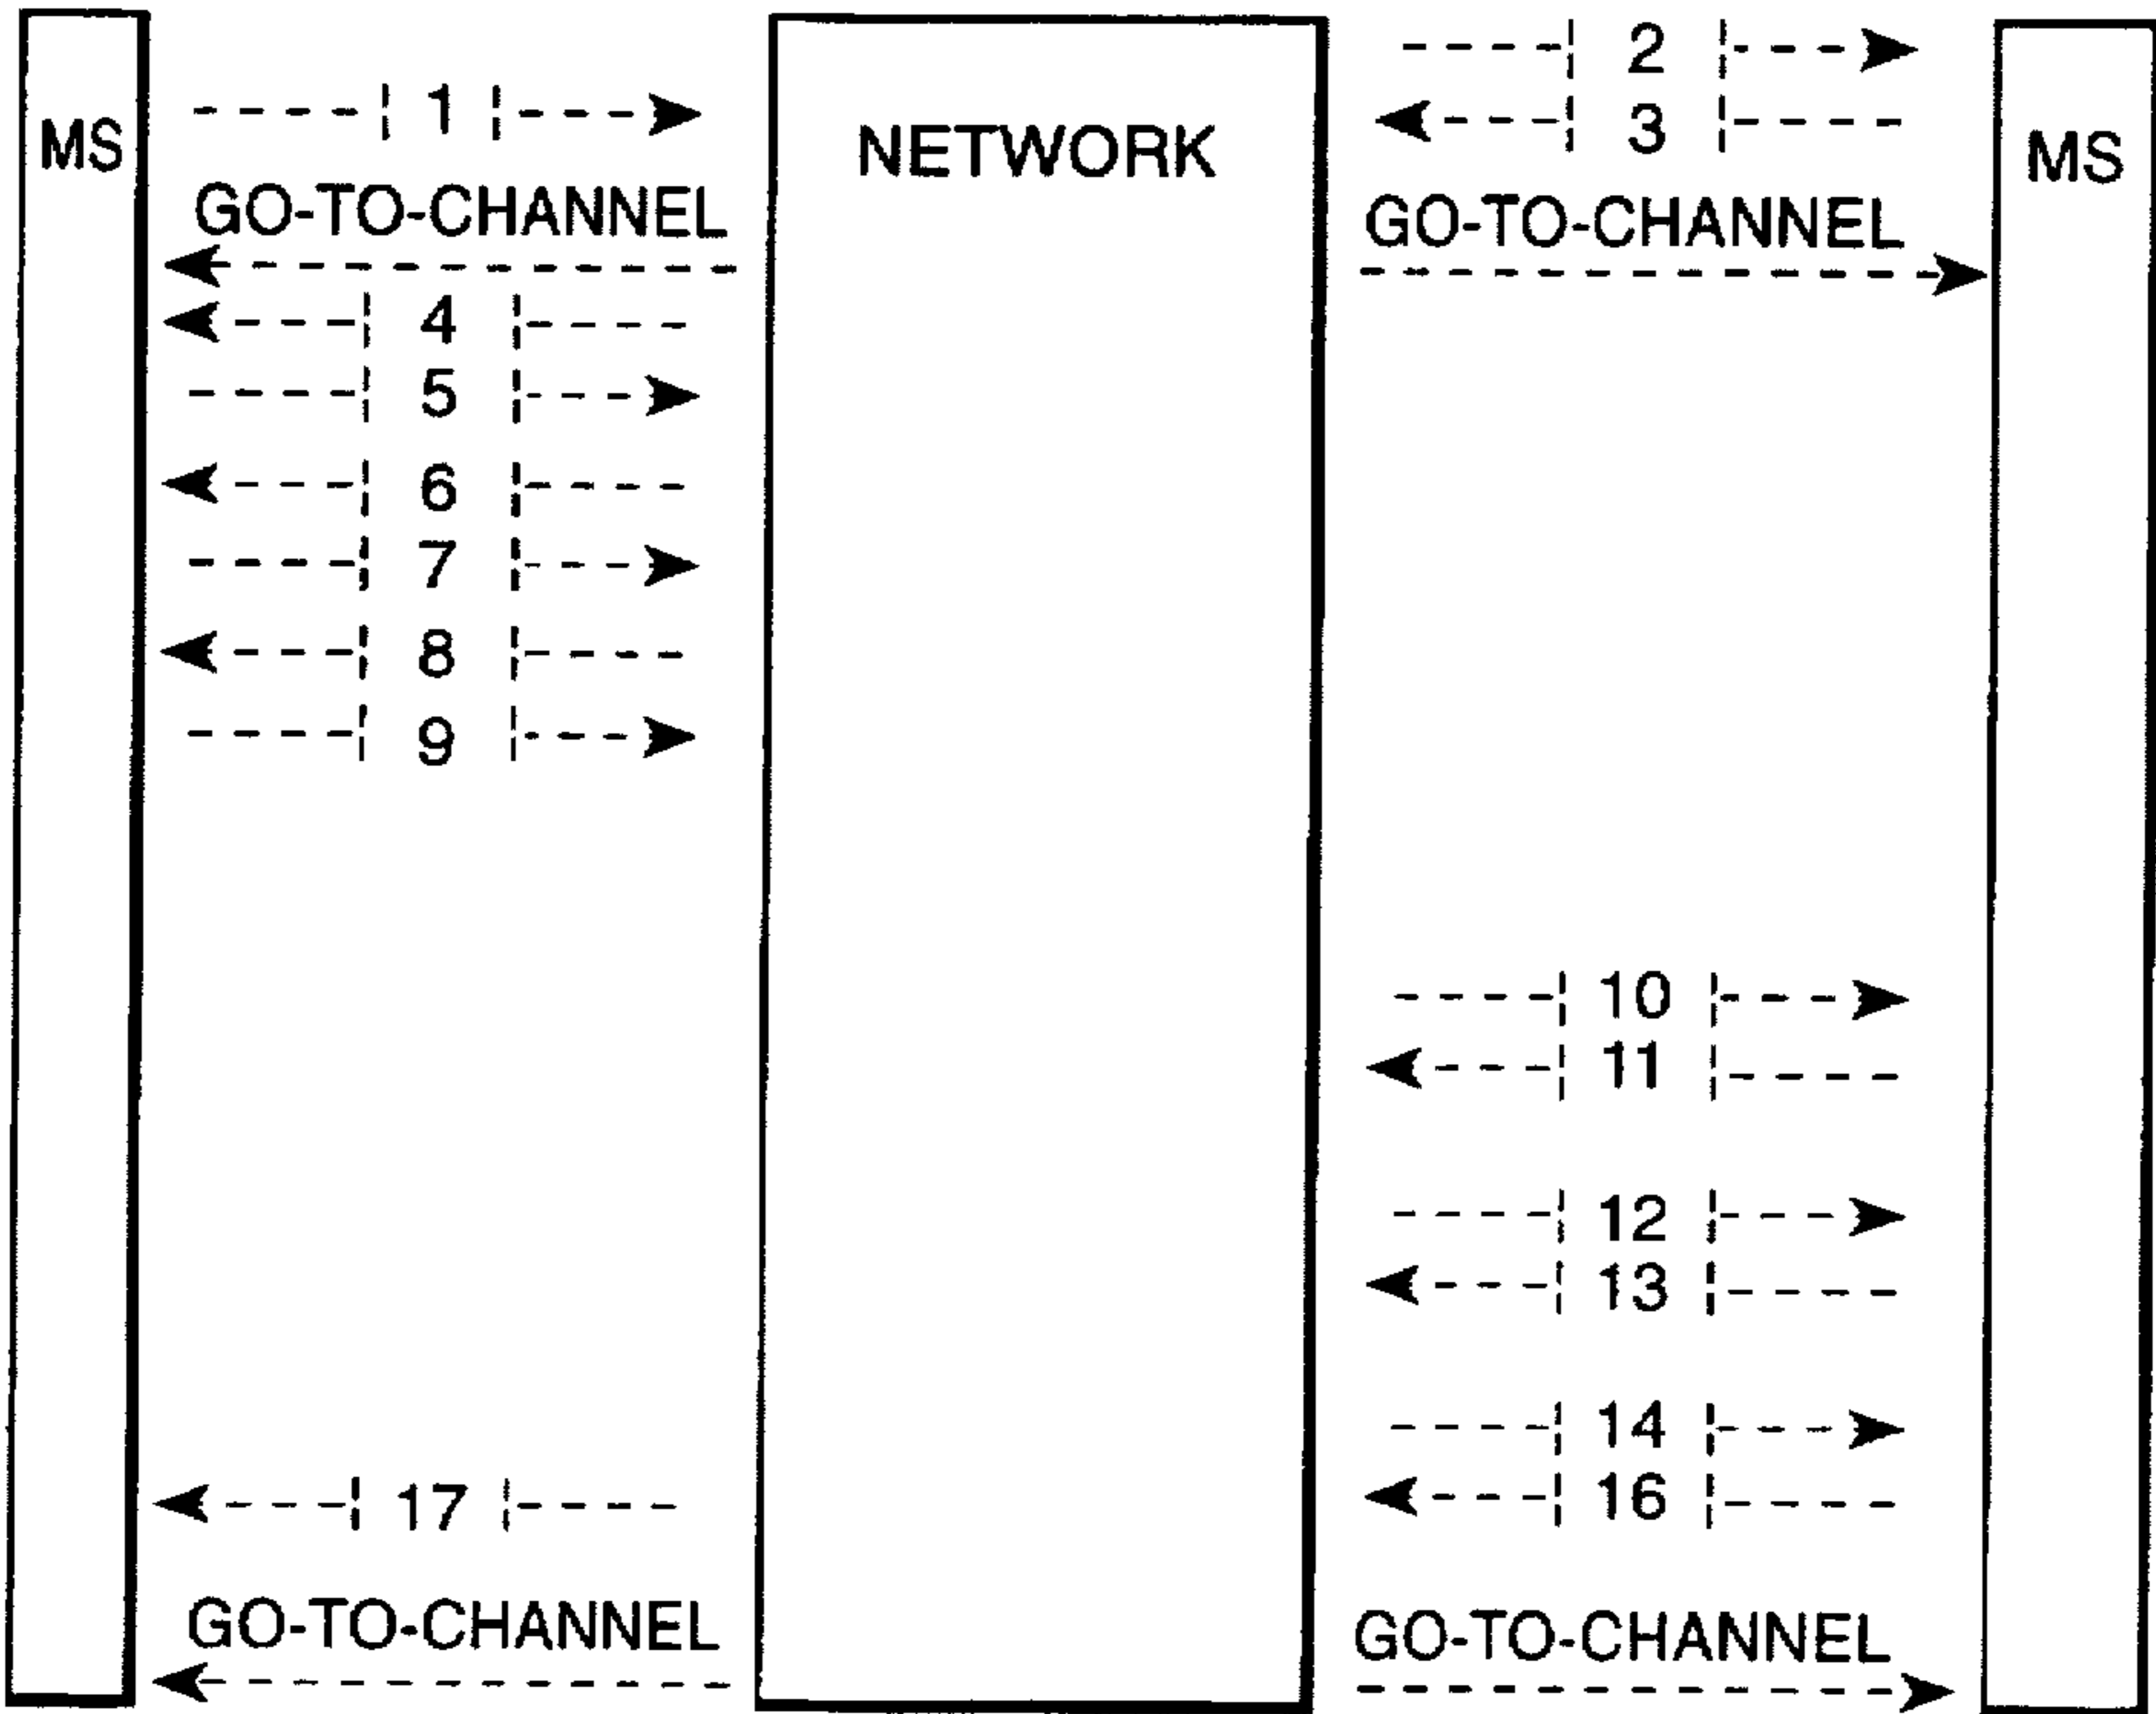 MS
NETWORK
MS
1
GO-TO-CHANNEL
4
5
6
7
8
9
17
GO-TO-CHANNEL
2
3
GO-TO-CHANNEL
10
11
12
13
14
16
GO-TO-CHANNEL